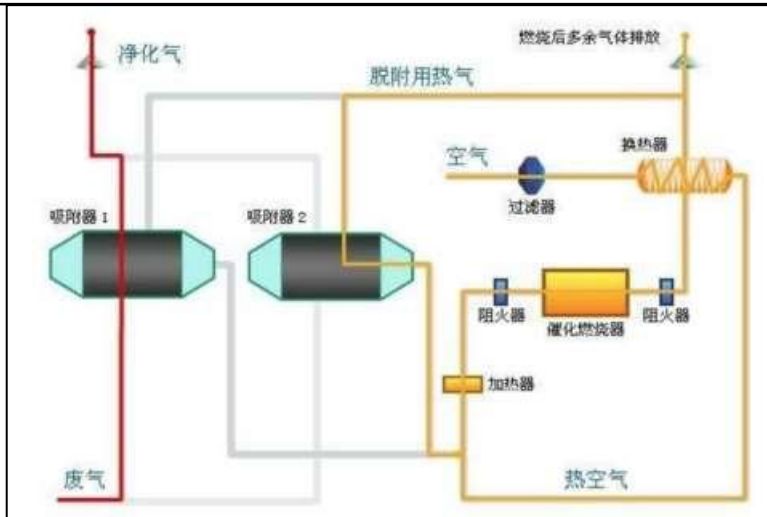 净化气
燃烧后多余气体排放
脱附用热气
换热器
空气
过滤器
吸附器1
吸附器2
阻火器
催化燃烧器
阻火器
加热器
废气
热空气